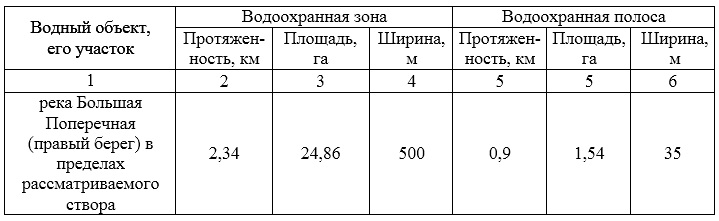 Водный объект,
его участок
Водоохранная зона
Водоохранная полоса
Протяжен-
ность, км
Площадь,
га
Ширина,
м
Протяжен-
ность, км
Площадь,
га
Ширина,
м
1 2 3 4 5 5 6
река Большая
Поперечная
(правый берег) в
пределах
рассматриваемого
створа
2,34 24,86 500 0,9 1,54 35